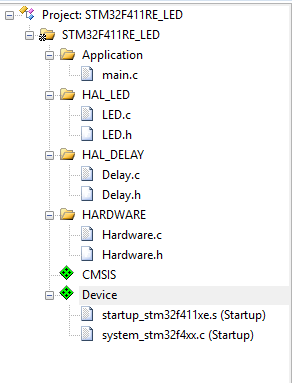 Project: STM32F411RE_LED
STM32F411RE_LED
Application
main.c
HAL_LED
LED.c
LED.h
HAL_DELAY
Delay.c
Delay.h
HARDWARE
Hardware.c
Hardware.h
CMSIS
Device
startup_stm32f411xe.s (Startup)
system_stm32f4xx.c (Startup)